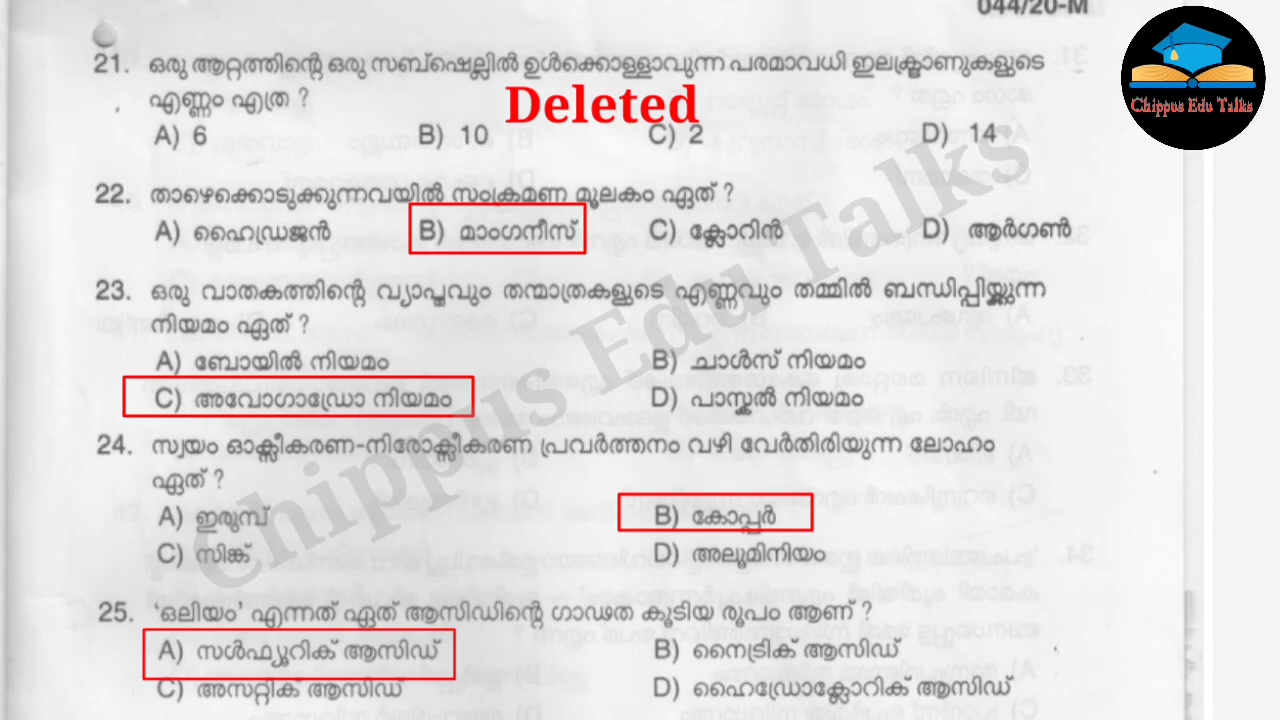 044/20-M
21. ഒരു ആറ്റത്തിന്റെ ഒരു സബ്ഷെല്ലിൽ ഉൾക്കൊള്ളാവുന്ന പരമാവധി ഇലക്ട്രോണുകളുടെ
എണ്ണം എത്ര ?
Deleted
A) 6 B) 10 C) 2 D) 14
22. താഴെക്കൊടുക്കുന്നവയിൽ സംക്രമണ മൂലകം ഏത് ?
A) ഹൈഡ്രജൻ B) മാംഗനീസ് C) ക്ലോറിൻ D) ആർഗൺ
23. ഒരു വാതകത്തിന്റെ വ്യാപ്തവും തന്മാത്രകളുടെ എണ്ണവും തമ്മിൽ ബന്ധിപ്പിയ്ക്കുന്ന
നിയമം ഏത് ?
A) ബോയിൽ നിയമം B) ചാൾസ് നിയമം
C) അവോഗാഡ്രോ നിയമം D) പാസ്കൽ നിയമം
24. സ്വയം ഓക്സീകരണ-നിരോക്സീകരണ പ്രവർത്തനം വഴി വേർതിരിയുന്ന ലോഹം
ഏത് ?
A) ഇരുമ്പ് B) കോപ്പർ
C) സിങ്ക് D) അലൂമിനിയം
25. ‘ഒലിയം’ എന്നത് ഏത് ആസിഡിന്റെ ഗാഢത കൂടിയ രൂപം ആണ് ?
A) സൾഫ്യൂറിക് ആസിഡ് B) നൈട്രിക് ആസിഡ്
C) അസറ്റിക് ആസിഡ് D) ഹൈഡ്രോക്ലോറിക് ആസിഡ്
Chippus Edu Talks
Chippus Edu Talks